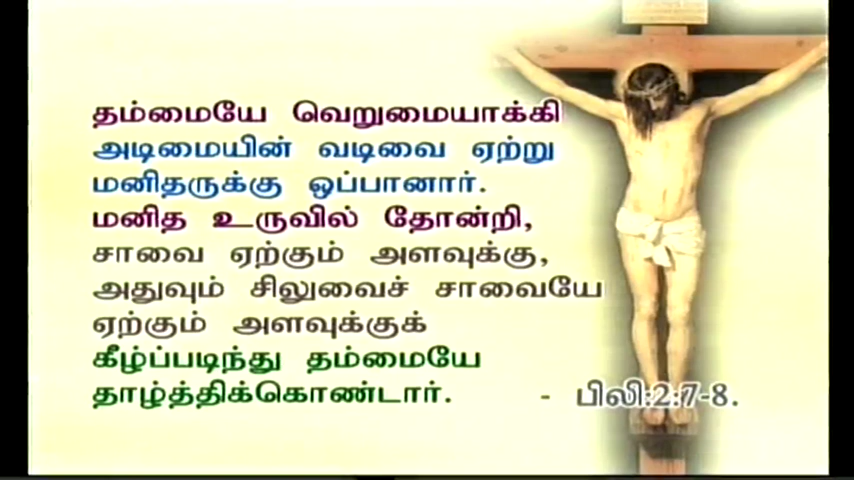 தம்மையே வெறுமையாக்கி
அடிமையின் வடிவை ஏற்று
மனிதருக்கு ஒப்பானார்.
மனித உருவில் தோன்றி,
சாவை ஏற்கும் அளவுக்கு,
அதுவும் சிலுவைச் சாவையே
ஏற்கும் அளவுக்குக்
கீழ்ப்படிந்து தம்மையே
தாழ்த்திக்கொண்டார். - பிலி:2:7-8.